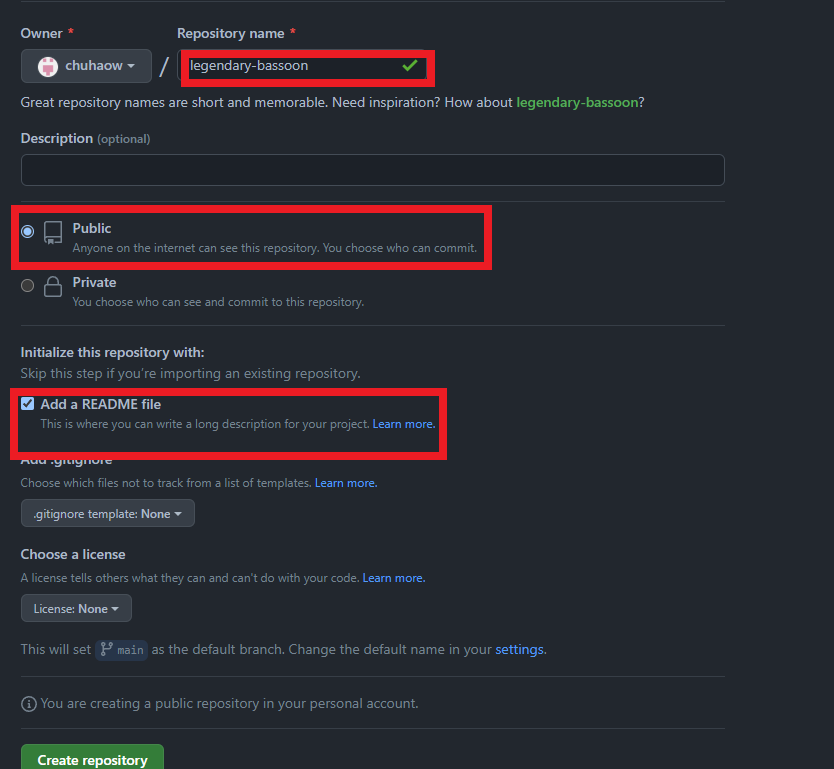 Owner * Repository name *
chuhaow / legendary-bassoon
Great repository names are short and memorable. Need inspiration? How about legendary-bassoon?
Description (optional)
Public
Anyone on the internet can see this repository. You choose who can commit.
Private
You choose who can see and commit to this repository.
Initialize this repository with:
Skip this step if you're importing an existing repository.
Add a README file
This is where you can write a long description for your project. Learn more.
Add .gitignore
Choose which files not to track from a list of templates. Learn more.
.gitignore template: None
Choose a license
A license tells others what they can and can't do with your code. Learn more.
License: None
This will set main as the default branch. Change the default name in your settings.
You are creating a public repository in your personal account.
Create repository